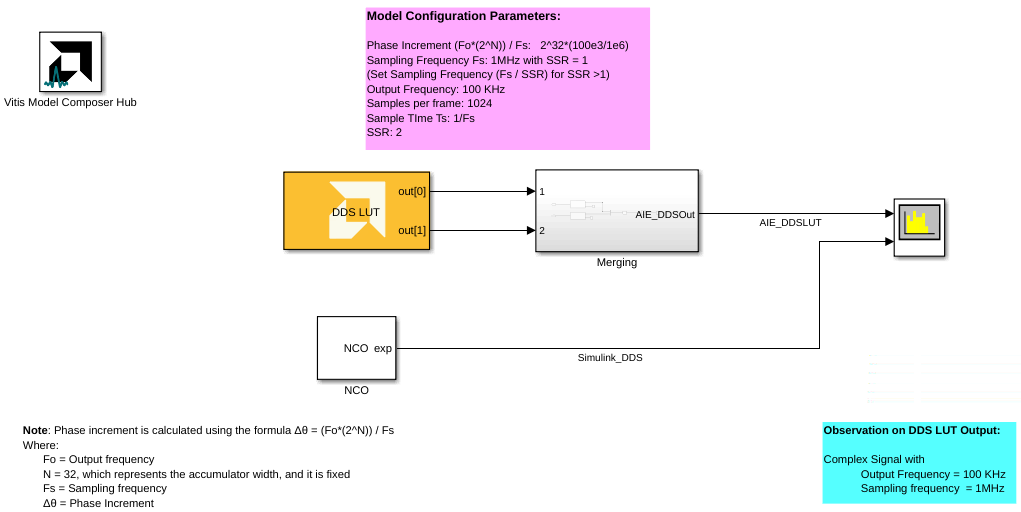 Model Configuration Parameters:
Phase Increment (Fo*(2^N)) / Fs:   2^32*(100e3/1e6)
Sampling Frequency Fs: 1MHz with SSR = 1
(Set Sampling Frequency (Fs / SSR) for SSR >1)
Output Frequency: 100 KHz
Samples per frame: 1024
Sample TIme Ts: 1/Fs
SSR: 2
Vitis Model Composer Hub
DDS LUT
out[0]
out[1]
1
2
AIE_DDSOut
Merging
AIE_DDSLUT
NCO exp
NCO
Simulink_DDS
Note: Phase increment is calculated using the formula Δθ = (Fo*(2^N)) / Fs
Where:
Fo = Output frequency
N = 32, which represents the accumulator width, and it is fixed
Fs = Sampling frequency
Δθ = Phase Increment
Observation on DDS LUT Output:
Complex Signal with
Output Frequency = 100 KHz
Sampling frequency  = 1MHz